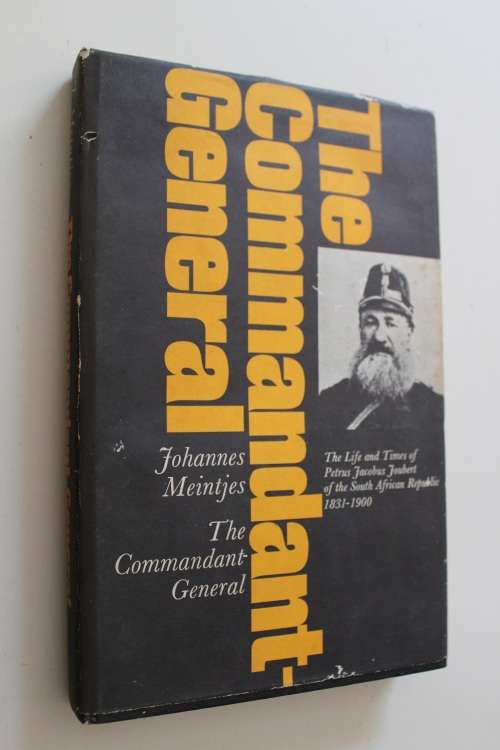 The
Commandant-
General
Johannes
Meintjes
The
Commandant-
General
The Life and Times of
Petrus Jacobus Joubert
of the South African Republic
1831-1900